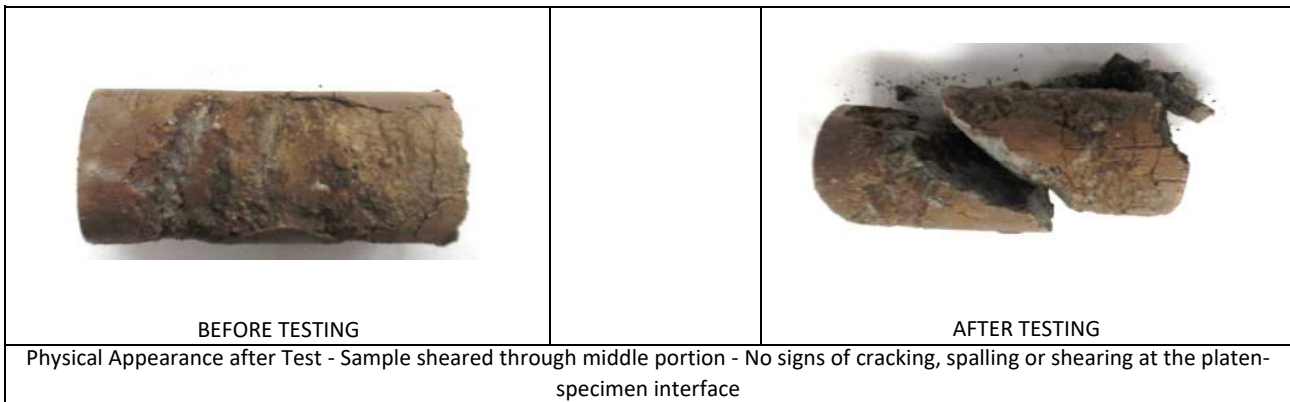 BEFORE TESTING
AFTER TESTING
Physical Appearance after Test - Sample sheared through middle portion - No signs of cracking, spalling or shearing at the platen-
specimen interface